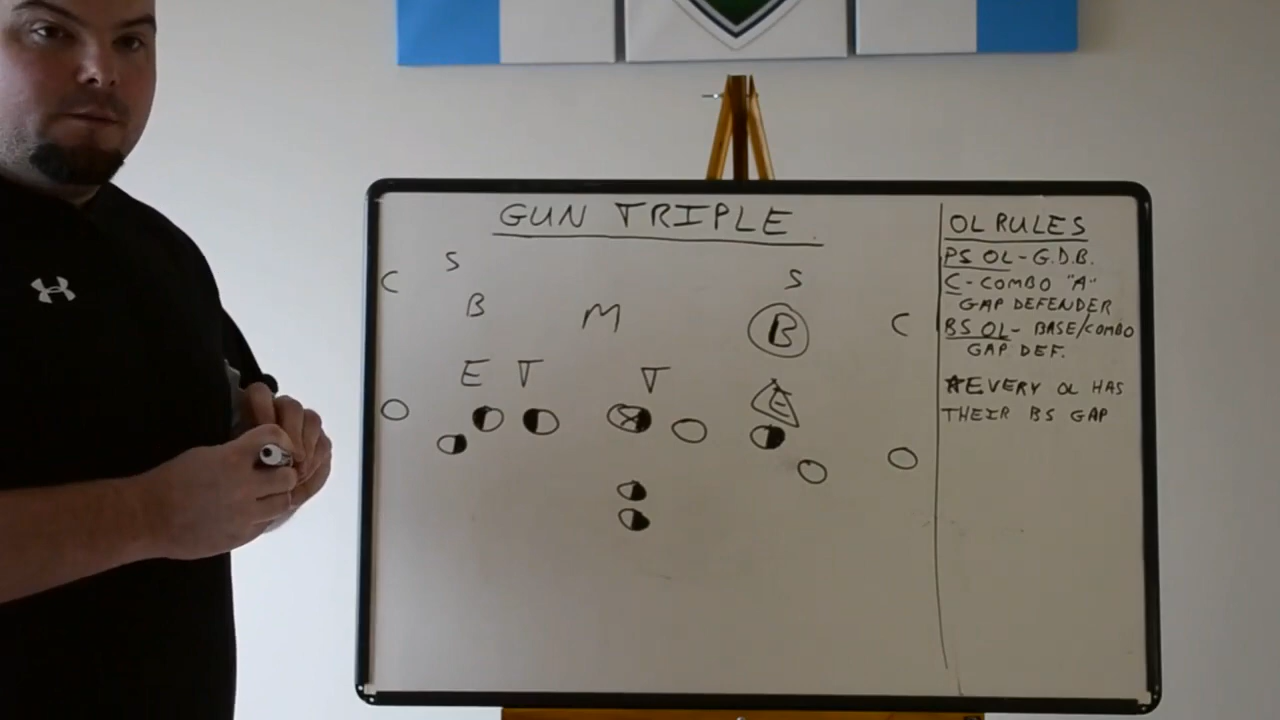 GUN TRIPLE
S
C
B
M
S
B
C
E T
T
E
OL RULES
PS OL - G.D.B.
C - COMBO "A"
GAP DEFENDER
BS OL - BASE/COMBO
GAP DEF.
★EVERY OL HAS
THEIR BS GAP